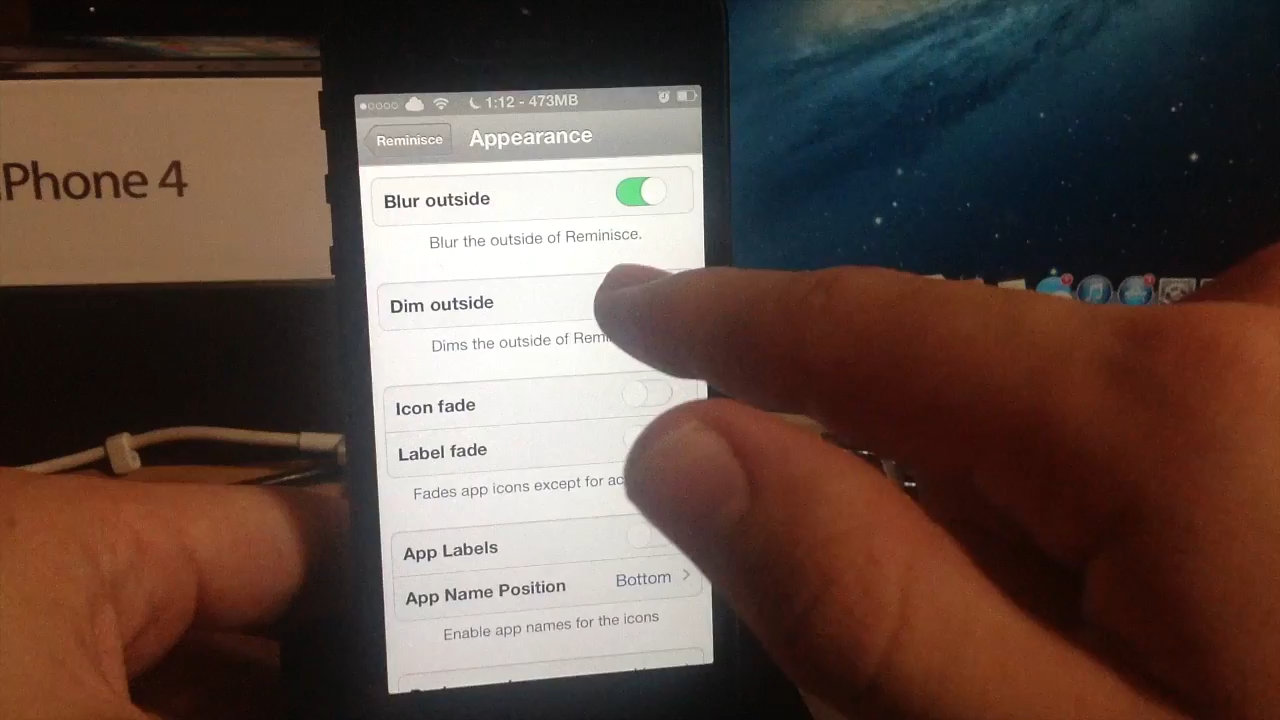 iPhone 4
1:12 - 473MB
Reminisce
Appearance
Blur outside
Blur the outside of Reminisce.
Dim outside
Dims the outside of
Icon fade
Label fade
Fades app icons except for
App Labels
App Name Position Bottom
Enable app names for the icons